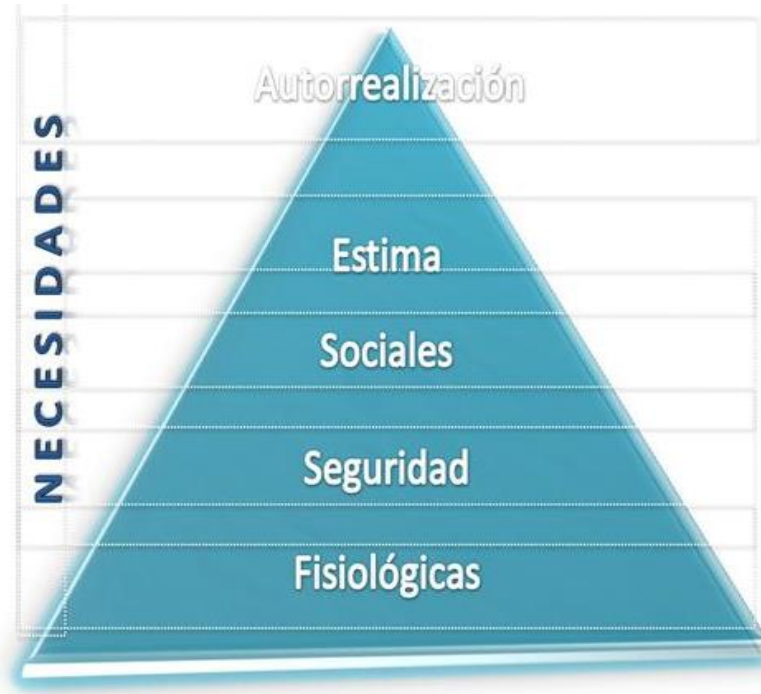 NECESIDADES
Autorrealización
Estima
Sociales
Seguridad
Fisiológicas